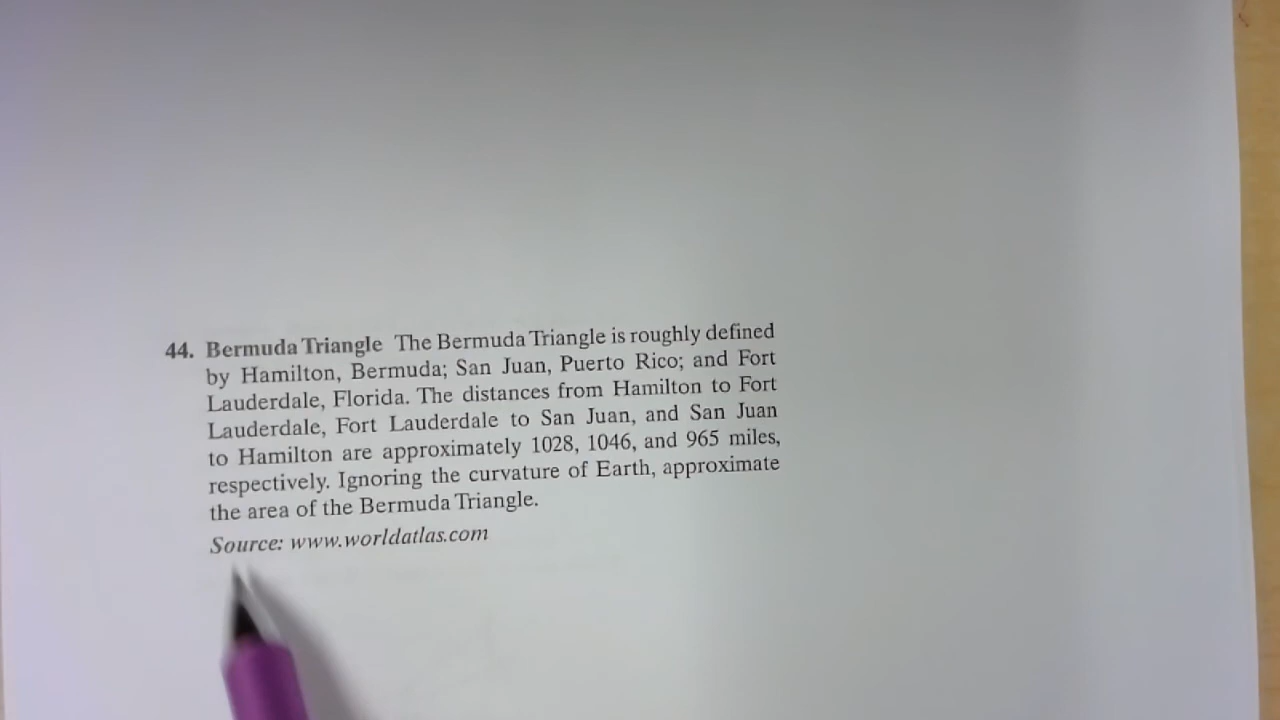 44. Bermuda Triangle The Bermuda Triangle is roughly defined
by Hamilton, Bermuda; San Juan, Puerto Rico; and Fort
Lauderdale, Florida. The distances from Hamilton to Fort
Lauderdale, Fort Lauderdale to San Juan, and San Juan
to Hamilton are approximately 1028, 1046, and 965 miles,
respectively. Ignoring the curvature of Earth, approximate
the area of the Bermuda Triangle.
Source: www.worldatlas.com